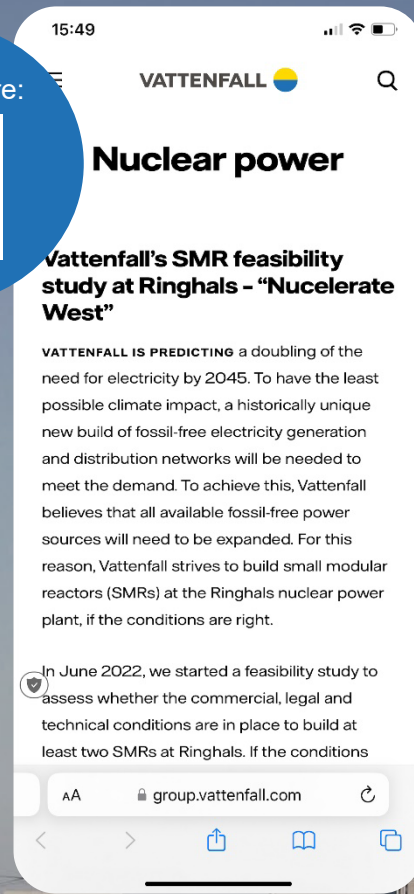 15:49
re:
VATTENFALL
Nuclear power
Vattenfall's SMR feasibility
study at Ringhals – “Nucelerate
West”
VATTENFALL IS PREDICTING a doubling of the
need for electricity by 2045. To have the least
possible climate impact, a historically unique
new build of fossil-free electricity generation
and distribution networks will be needed to
meet the demand. To achieve this, Vattenfall
believes that all available fossil-free power
sources will need to be expanded. For this
reason, Vattenfall strives to build small modular
reactors (SMRs) at the Ringhals nuclear power
plant, if the conditions are right.
In June 2022, we started a feasibility study to
assess whether the commercial, legal and
technical conditions are in place to build at
least two SMRs at Ringhals. If the conditions
AA
group.vattenfall.com